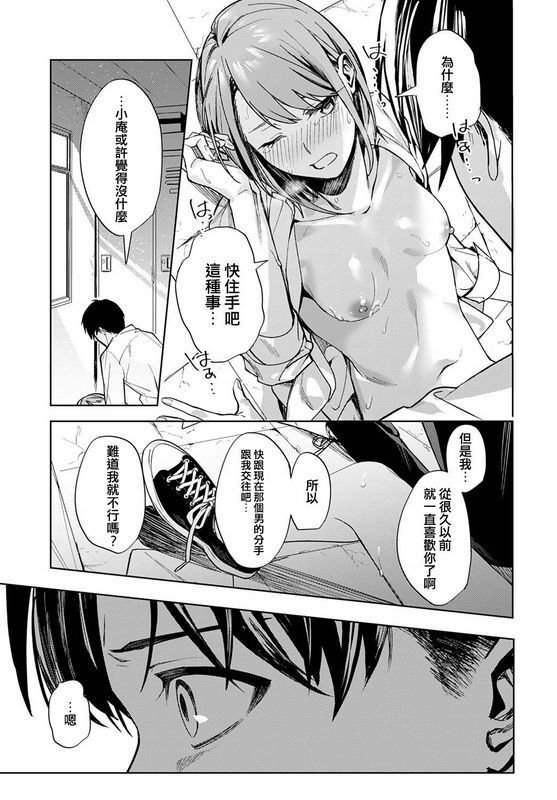 為什麼…
快住手吧
這種事…
はぁ…
はぁ…
はぁ…
…小庵或許覺得沒什麼
但是我…
從很久以前
就一直喜歡你了啊
所以
快跟現在那個男的分手
跟我交往吧…
難道我就不行嗎？
…嗯